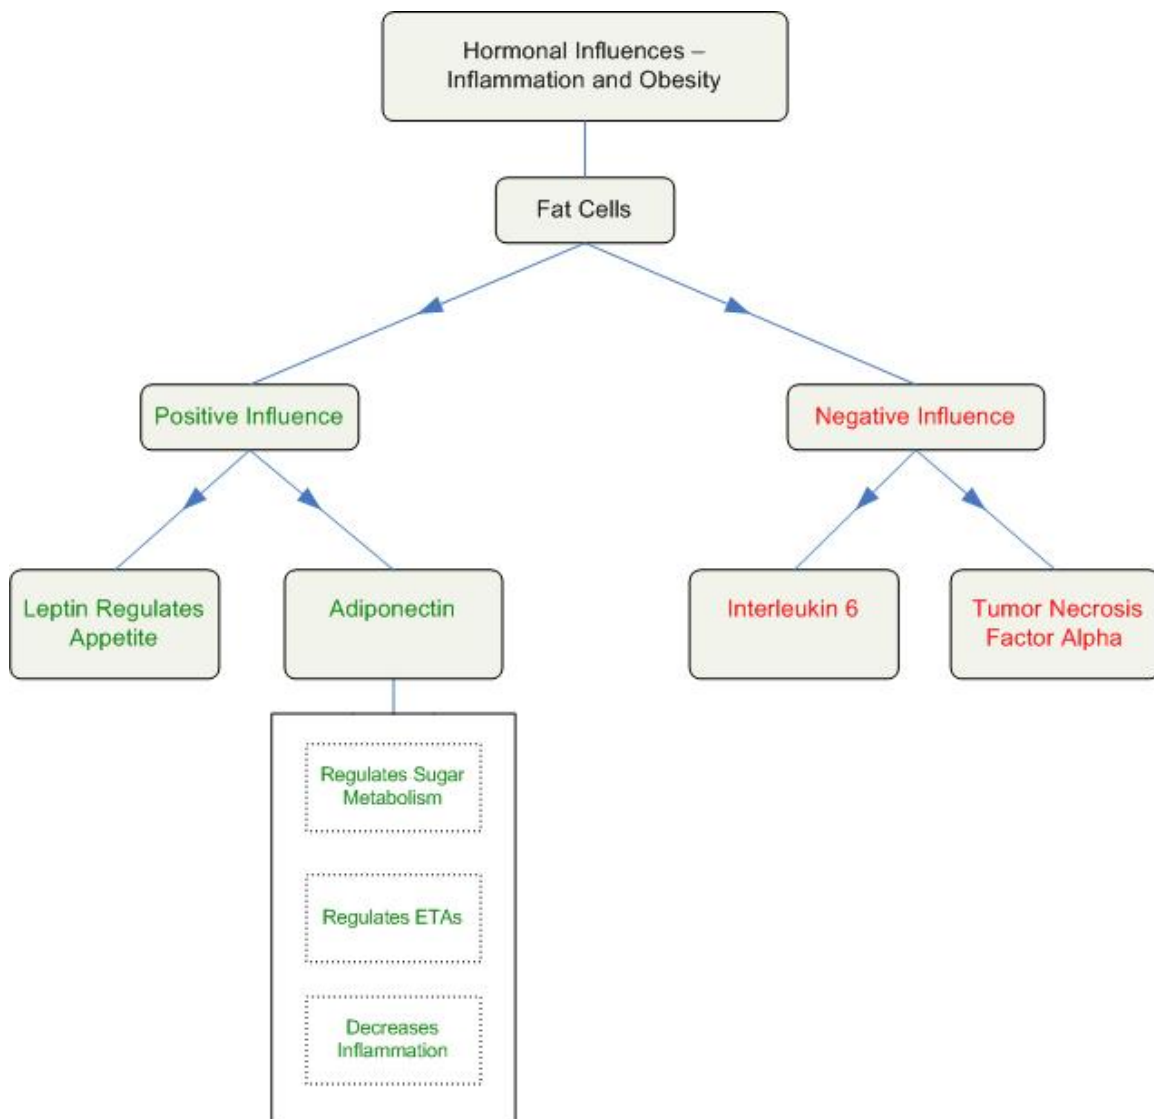 Hormonal Influences –
Inflammation and Obesity
Fat Cells
Positive Influence
Negative Influence
Leptin Regulates
Appetite
Adiponectin
Interleukin 6
Tumor Necrosis
Factor Alpha
Regulates Sugar
Metabolism
Regulates ETAs
Decreases
Inflammation